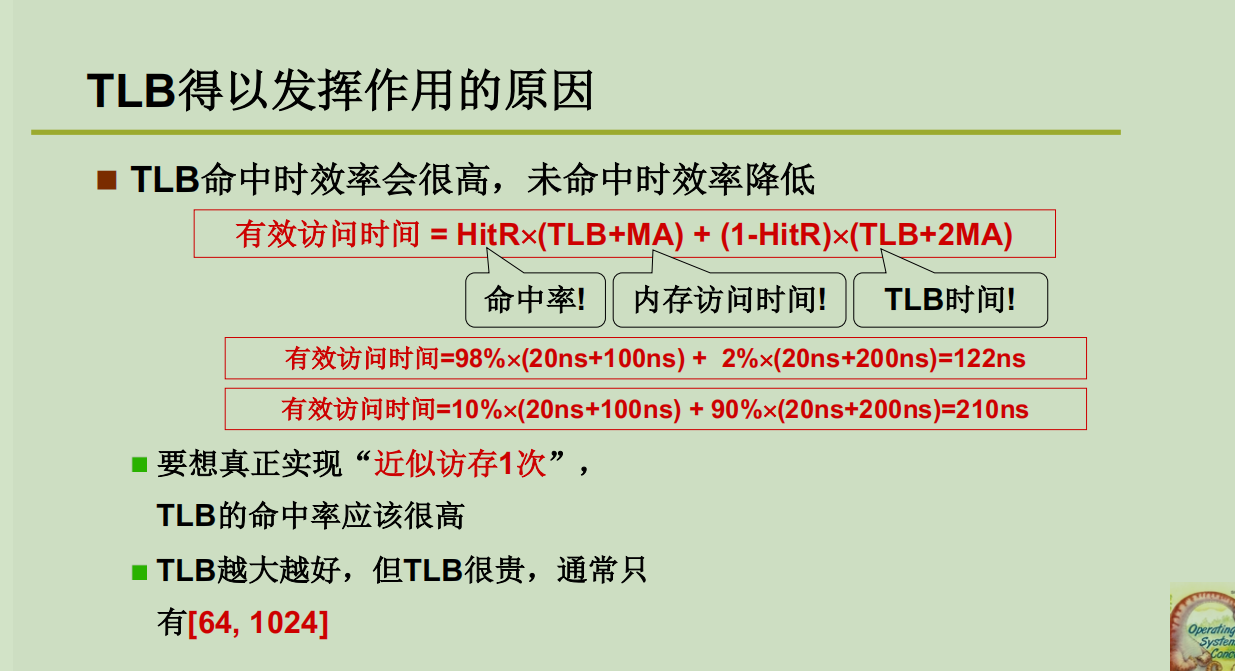 TLB得以发挥作用的原因
TLB命中时效率会很高，未命中时效率降低
有效访问时间 = HitR×(TLB+MA) + (1-HitR)×(TLB+2MA)
命中率! 内存访问时间! TLB时间!
有效访问时间=98%×(20ns+100ns) + 2%×(20ns+200ns)=122ns
有效访问时间=10%×(20ns+100ns) + 90%×(20ns+200ns)=210ns
要想真正实现“近似访存1次”，
TLB的命中率应该很高
TLB越大越好，但TLB很贵，通常只
有[64, 1024]
Operating
System
Conc